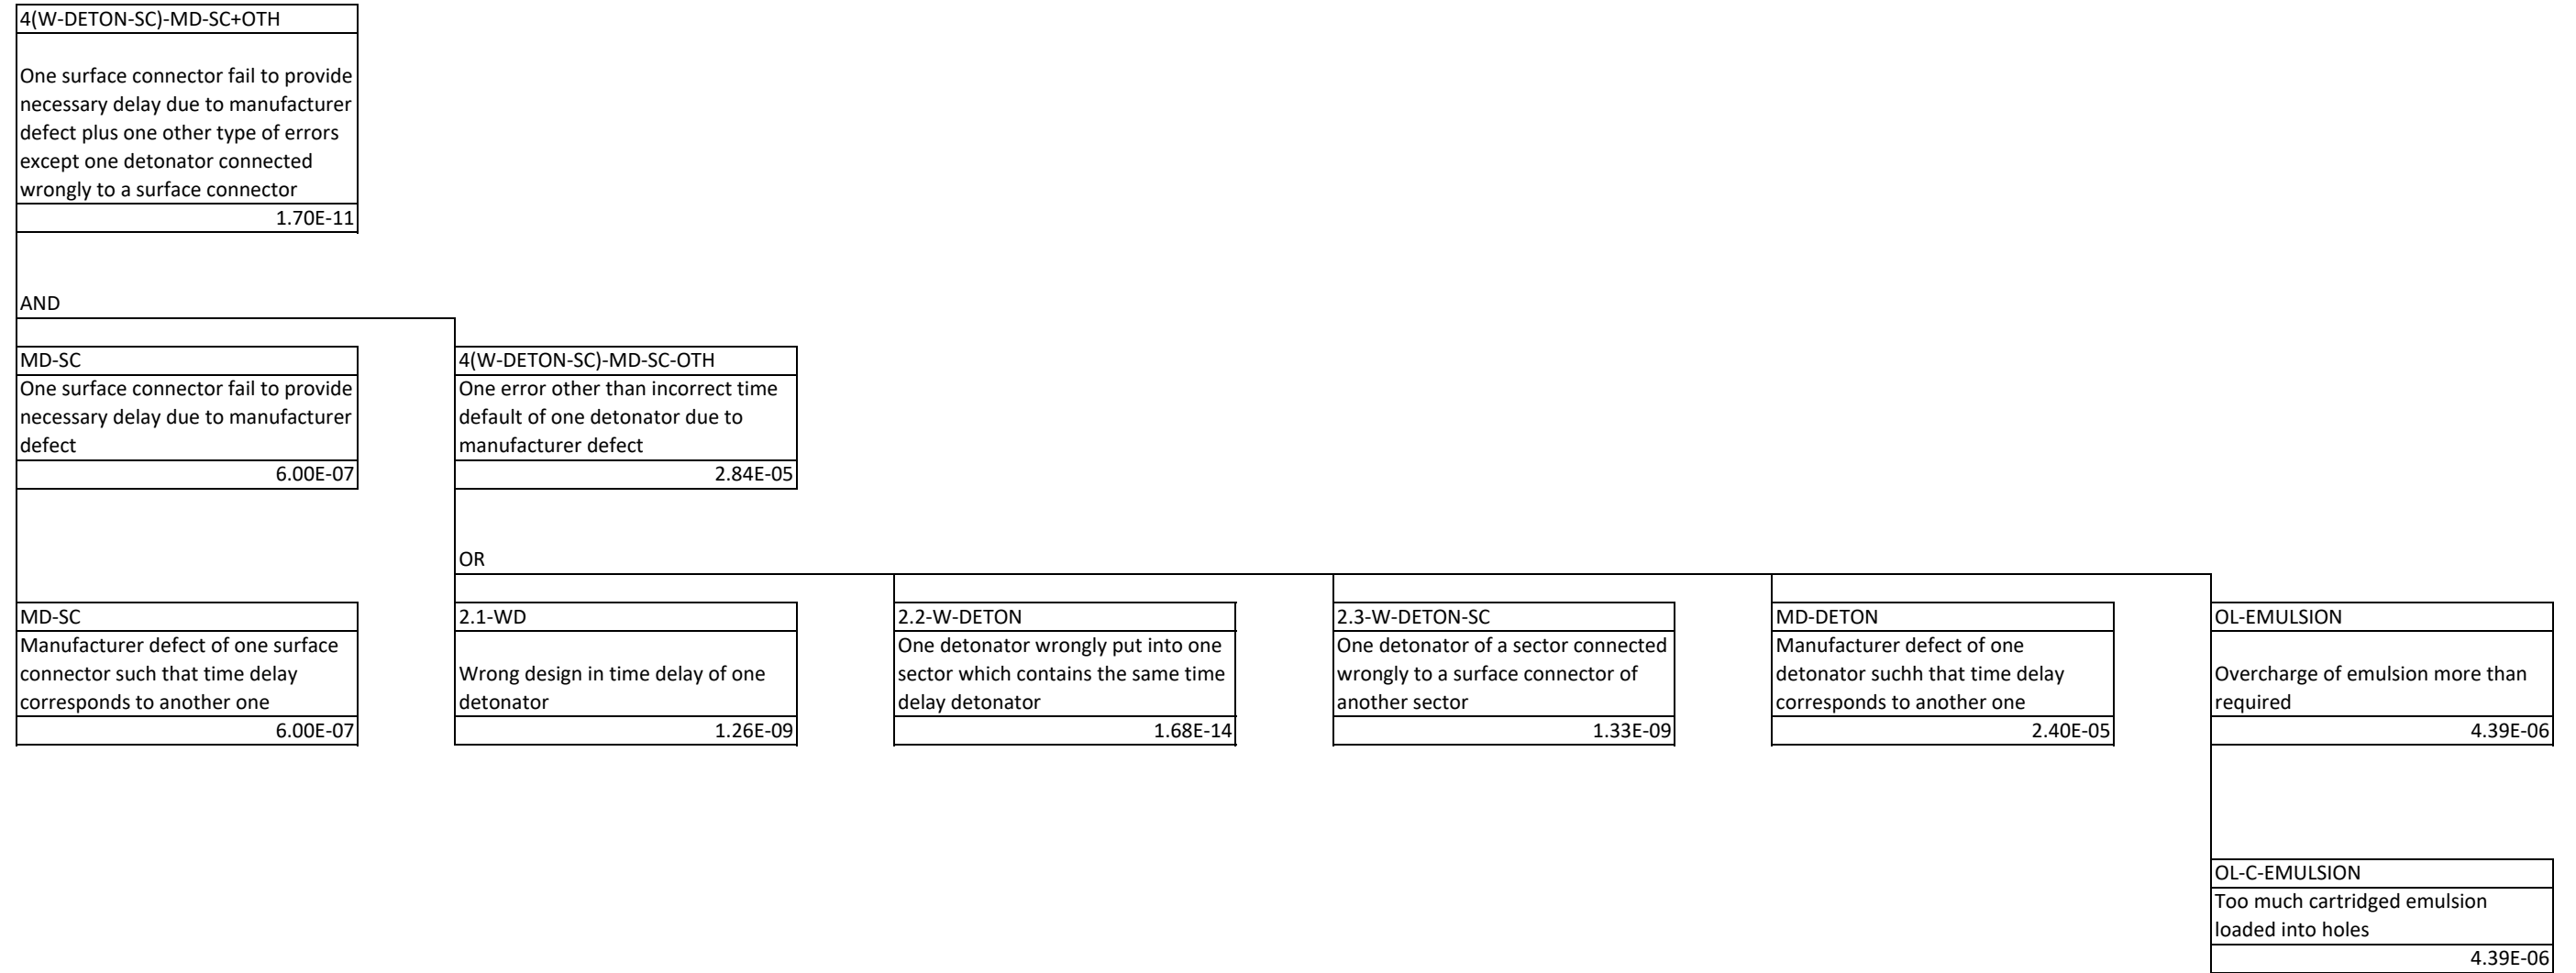 4(W-DETON-SC)-MD-SC+OTH
One surface connector fail to provide
necessary delay due to manufacturer
defect plus one other type of errors
except one detonator connected
wrongly to a surface connector
1.70E-11
AND
MD-SC
One surface connector fail to provide
necessary delay due to manufacturer
defect
6.00E-07
4(W-DETON-SC)-MD-SC-OTH
One error other than incorrect time
default of one detonator due to
manufacturer defect
2.84E-05
OR
MD-SC
Manufacturer defect of one surface
connector such that time delay
corresponds to another one
6.00E-07
2.1-WD
Wrong design in time delay of one
detonator
1.26E-09
2.2-W-DETON
One detonator wrongly put into one
sector which contains the same time
delay detonator
1.68E-14
2.3-W-DETON-SC
One detonator of a sector connected
wrongly to a surface connector of
another sector
1.33E-09
MD-DETON
Manufacturer defect of one
detonator suchh that time delay
corresponds to another one
2.40E-05
OL-EMULSION
Overcharge of emulsion more than
required
4.39E-06
OL-C-EMULSION
Too much cartridged emulsion
loaded into holes
4.39E-06